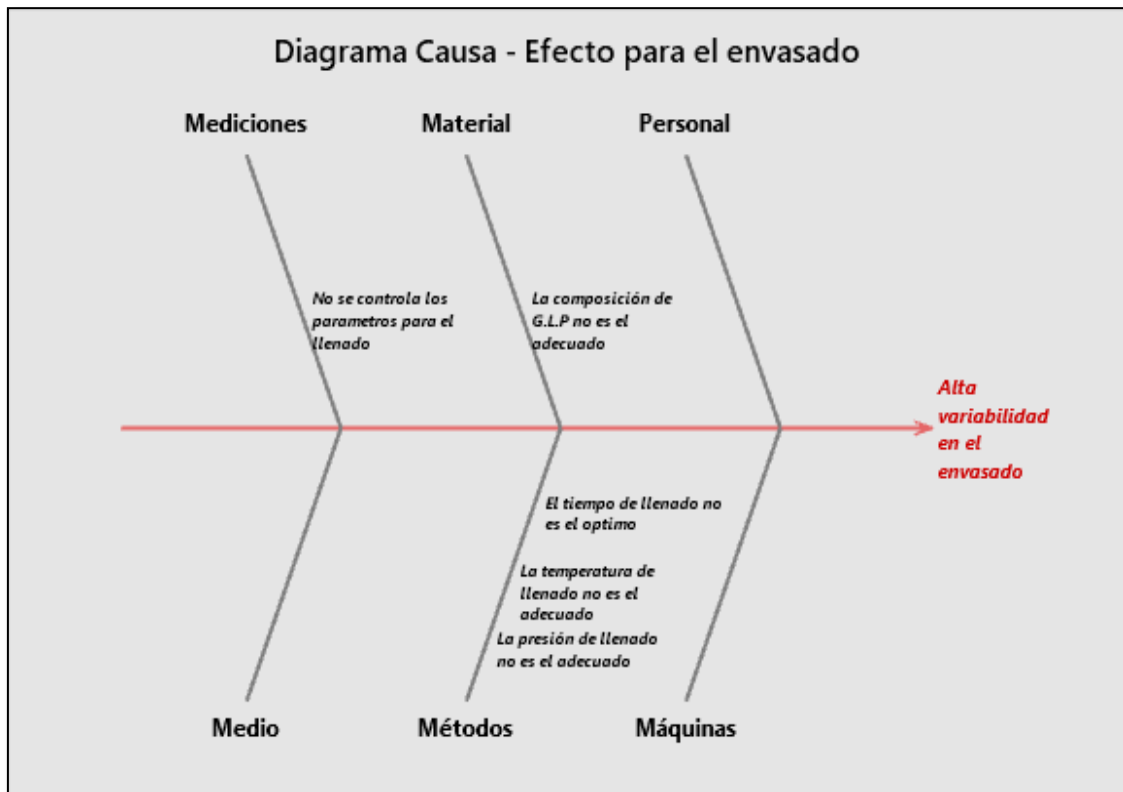 Diagrama Causa - Efecto para el envasado
Mediciones
Material
Personal
No se controla los
parametros para el
llenado
La composición de
G.L.P no es el
adecuado
Alta
variabilidad
en el
envasado
El tiempo de llenado no
es el optimo
La temperatura de
llenado no es el
adecuado
La presión de llenado
no es el adecuado
Medio
Métodos
Máquinas